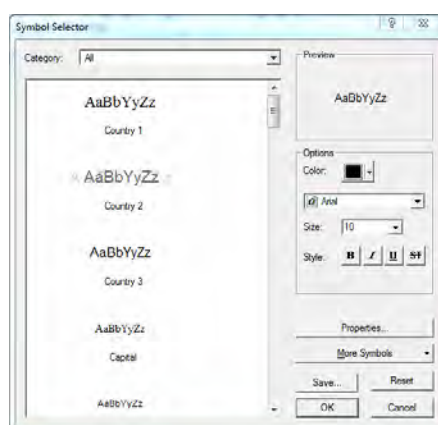 Symbol Selector
Category: All
AaBbYyZz
Country 1
AaBbYyZz
Country 2
AaBbYyZz
Country 3
AaBbYyZz
Capital
AaBbYyZz
Preview
AaBbYyZz
Options
Color:
Arial
Size: 10
Style: B I U ST
Properties...
More Symbols
Save... Reset
OK Cancel